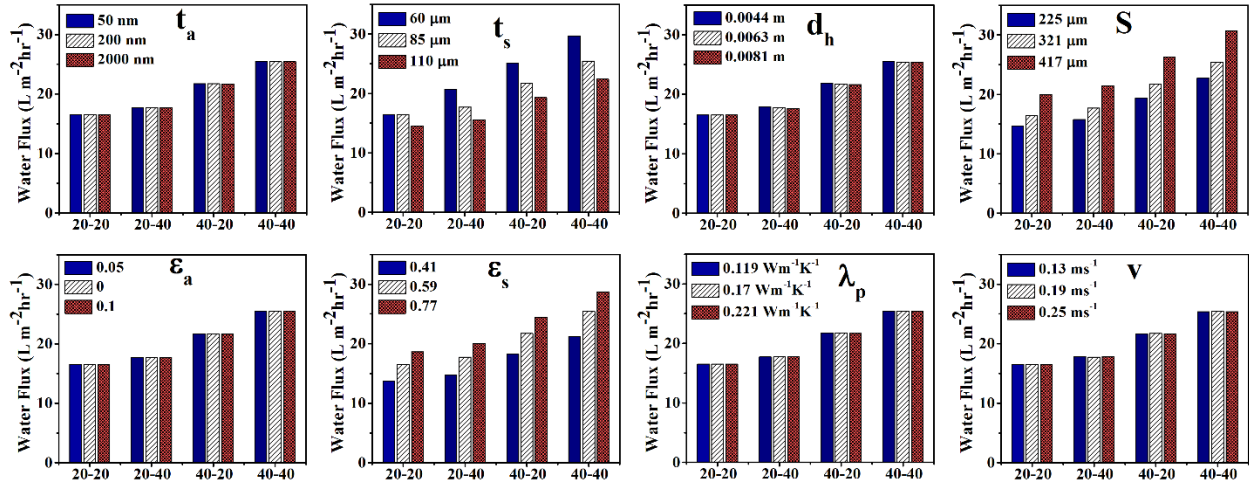 t_a
50 nm
200 nm
2000 nm
Water Flux (L m⁻²hr⁻¹)
30
20
10
0
20-20 20-40 40-20 40-40
t_s
60 µm
85 µm
110 µm
Water Flux (L m⁻²hr⁻¹)
30
20
10
0
20-20 20-40 40-20 40-40
d_h
0.0044 m
0.0063 m
0.0081 m
Water Flux (L m⁻²hr⁻¹)
30
20
10
0
20-20 20-40 40-20 40-40
S
225 µm
321 µm
417 µm
Water Flux (L m⁻²hr⁻¹)
30
20
10
0
20-20 20-40 40-20 40-40
ε_a
0.05
0
0.1
Water Flux (L m⁻²hr⁻¹)
30
20
10
0
20-20 20-40 40-20 40-40
ε_s
0.41
0.59
0.77
Water Flux (L m⁻²hr⁻¹)
30
20
10
0
20-20 20-40 40-20 40-40
λ_p
0.119 Wm⁻¹K⁻¹
0.17 Wm⁻¹K⁻¹
0.221 Wm⁻¹K⁻¹
Water Flux (L m⁻²hr⁻¹)
30
20
10
0
20-20 20-40 40-20 40-40
v
0.13 ms⁻¹
0.19 ms⁻¹
0.25 ms⁻¹
Water Flux (L m⁻²hr⁻¹)
30
20
10
0
20-20 20-40 40-20 40-40